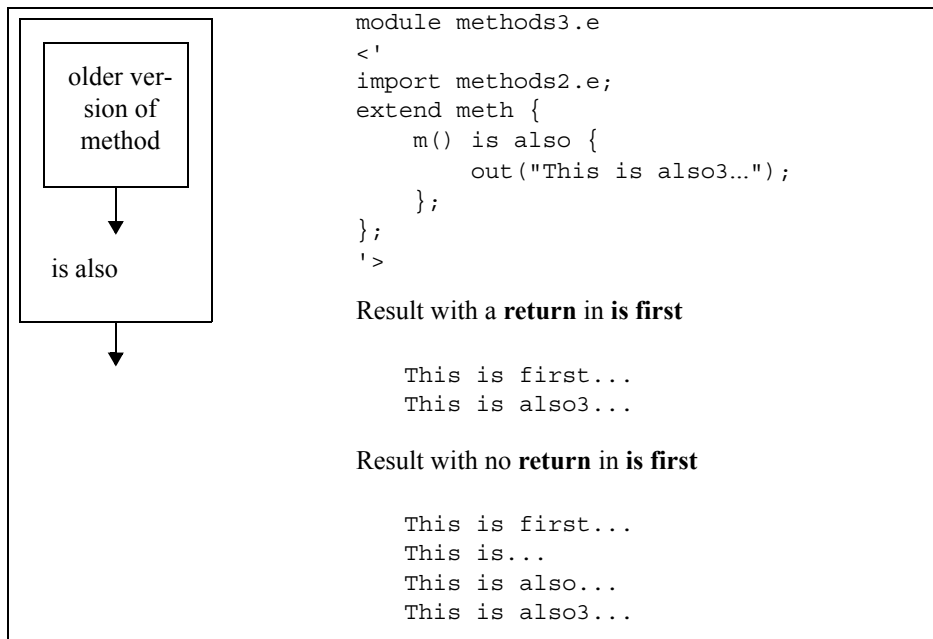 older ver-
sion of
method
is also
module methods3.e
<'
import methods2.e;
extend meth {
    m() is also {
        out("This is also3...");
    };
};
'>
Result with a return in is first
This is first...
This is also3...
Result with no return in is first
This is first...
This is...
This is also...
This is also3...